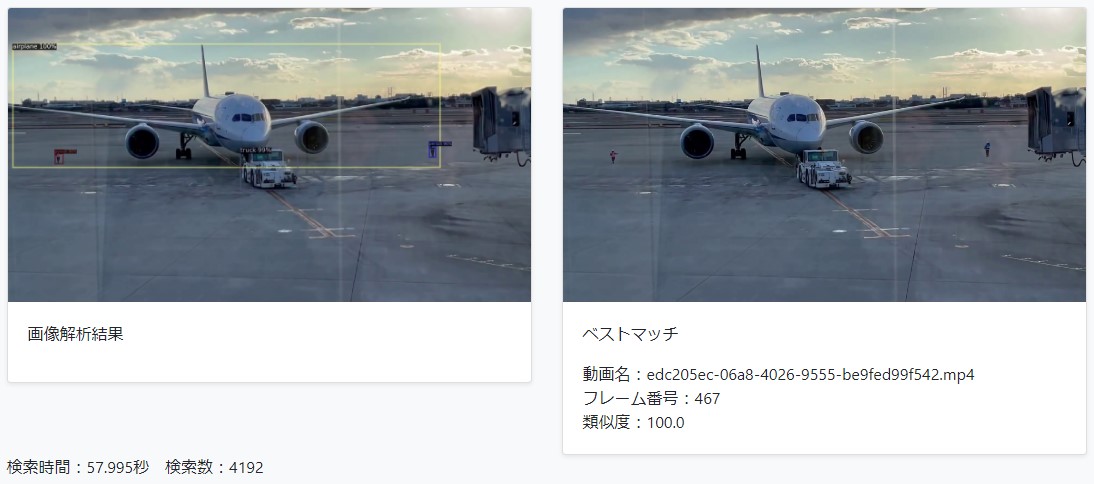 airplane 100%
truck 99%
画像解析結果
ベストマッチ
動画名：edc205ec-06a8-4026-9555-be9fed99f542.mp4
フレーム番号：467
類似度：100.0
検索時間：57.995秒　検索数：4192